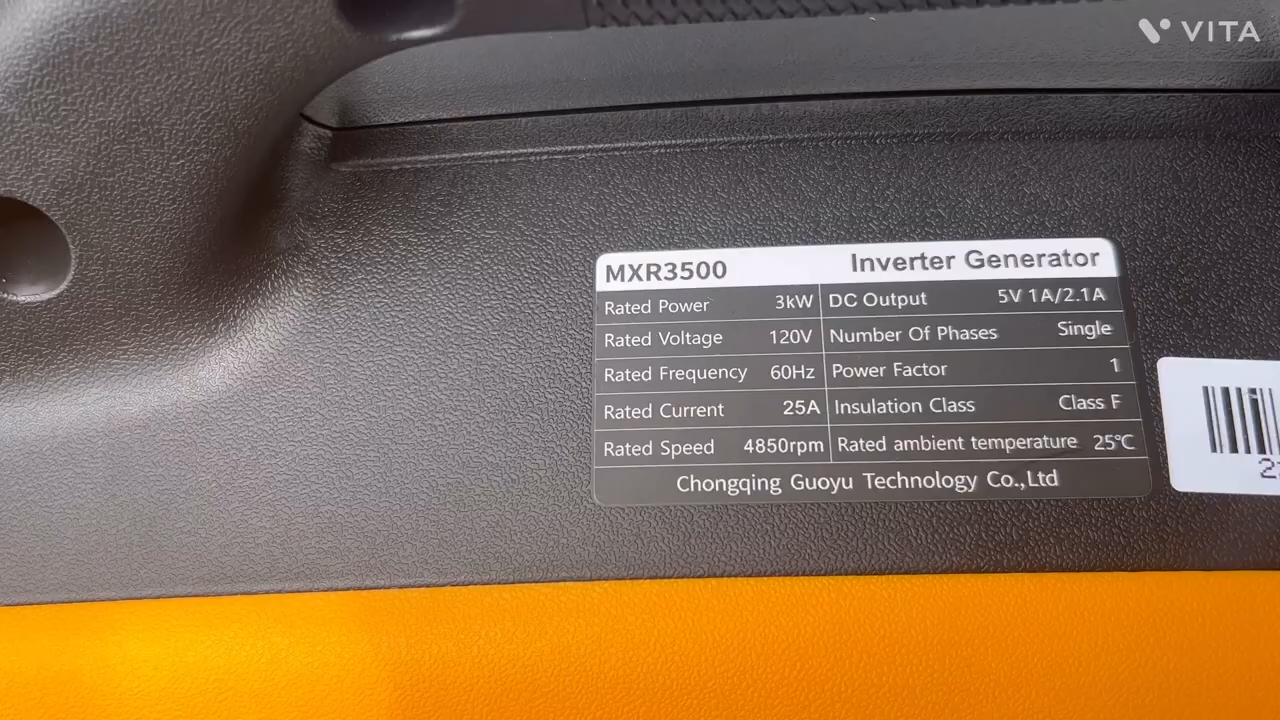 VITA
MXR3500 Inverter Generator
Rated Power 3kW DC Output 5V 1A/2.1A
Rated Voltage 120V Number Of Phases Single
Rated Frequency 60Hz Power Factor 1
Rated Current 25A Insulation Class Class F
Rated Speed 4850rpm Rated ambient temperature 25℃
Chongqing Guoyu Technology Co.,Ltd